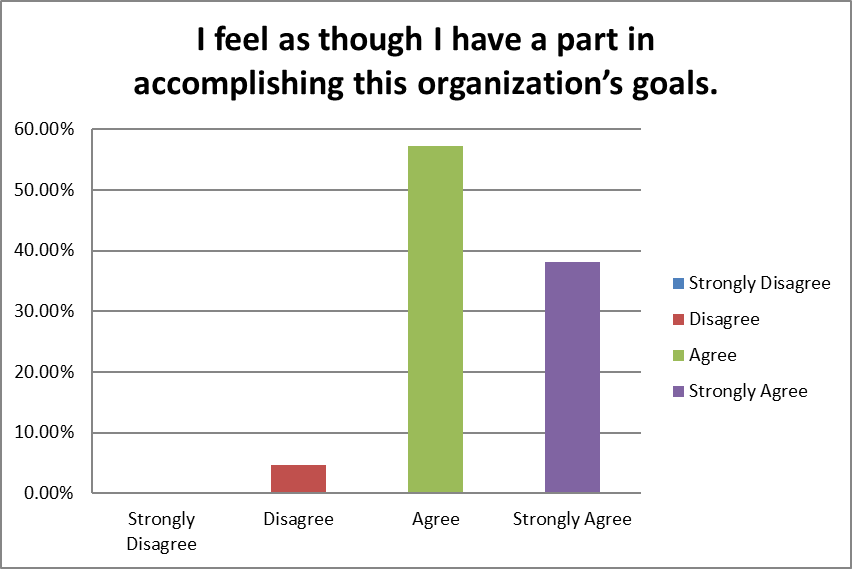 I feel as though I have a part in
accomplishing this organization’s goals.
60.00%
50.00%
40.00%
30.00%
20.00%
10.00%
0.00%
Strongly
Disagree
Disagree
Agree
Strongly Agree
Strongly Disagree
Disagree
Agree
Strongly Agree